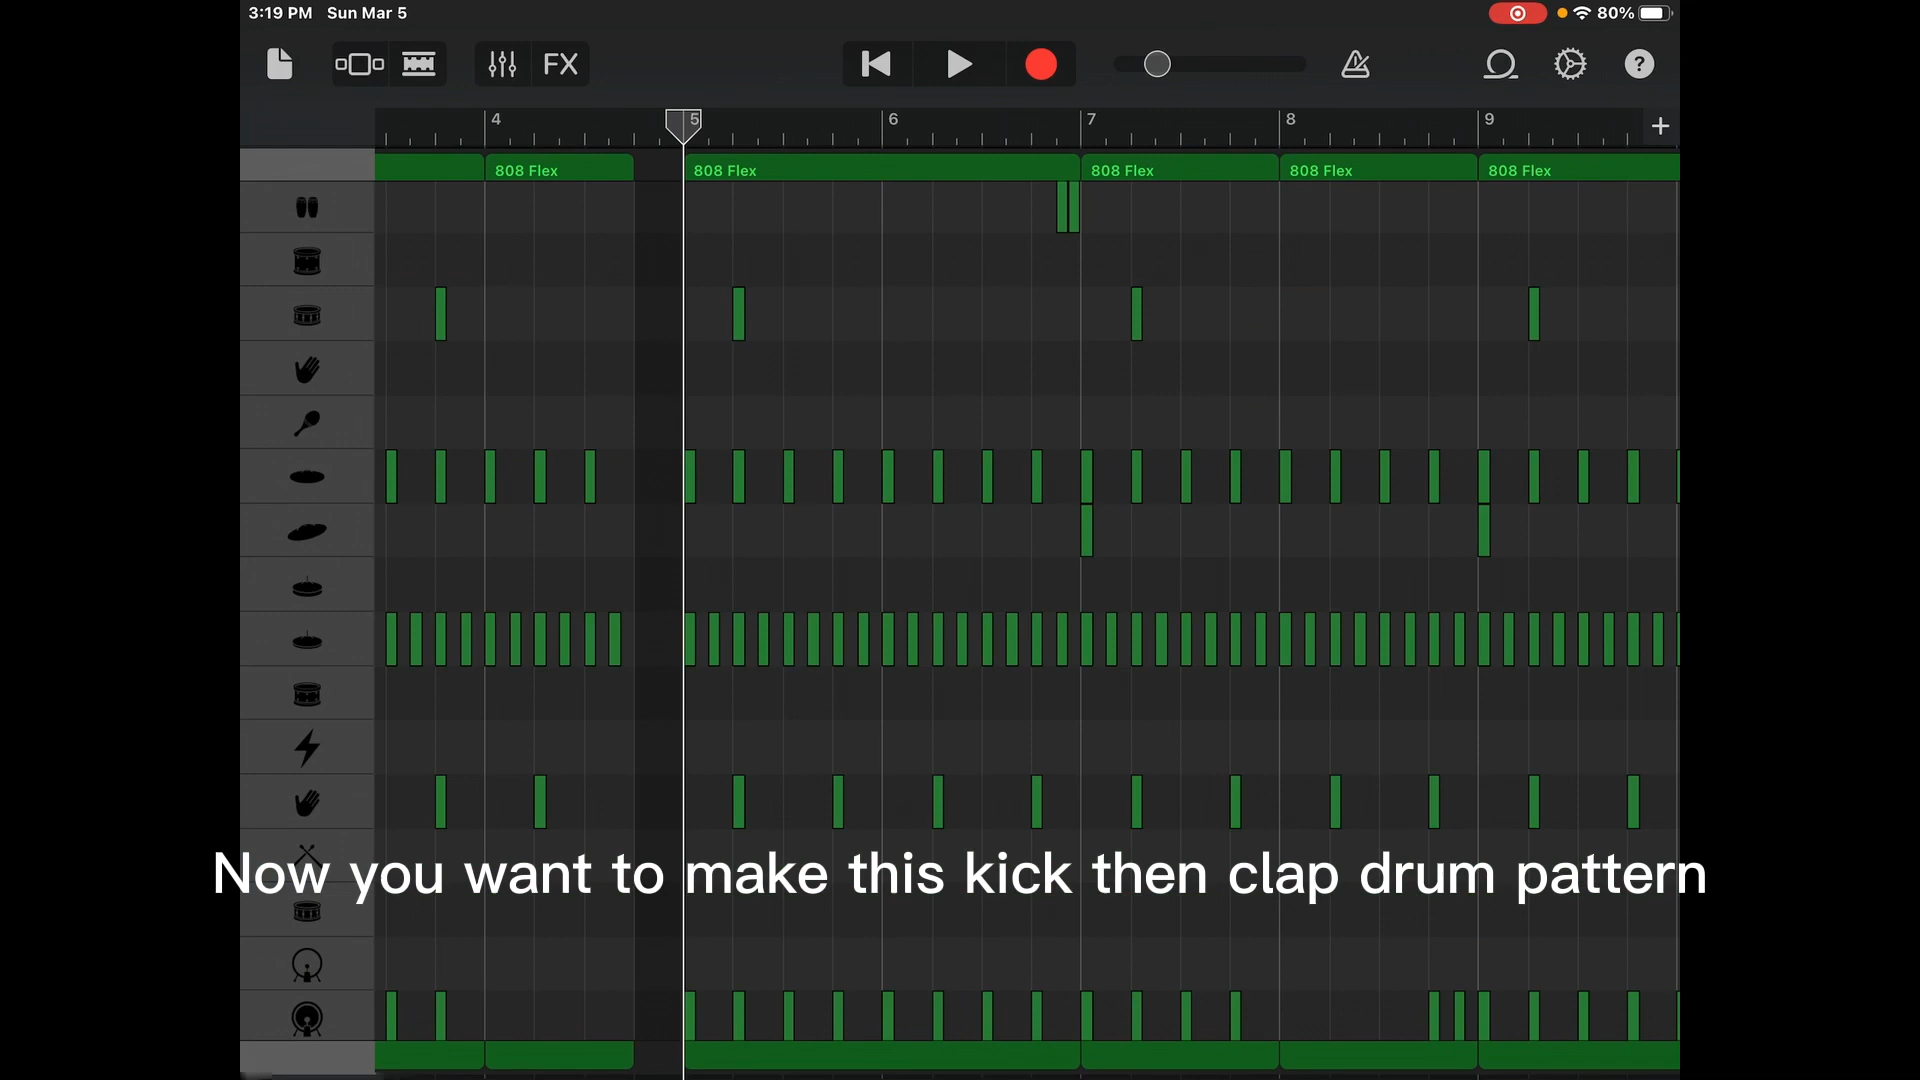 3:19 PM Sun Mar 5
80%
FX
?
4 5 6 7 8 9 +
808 Flex 808 Flex 808 Flex 808 Flex 808 Flex
Now you want to make this kick then clap drum pattern